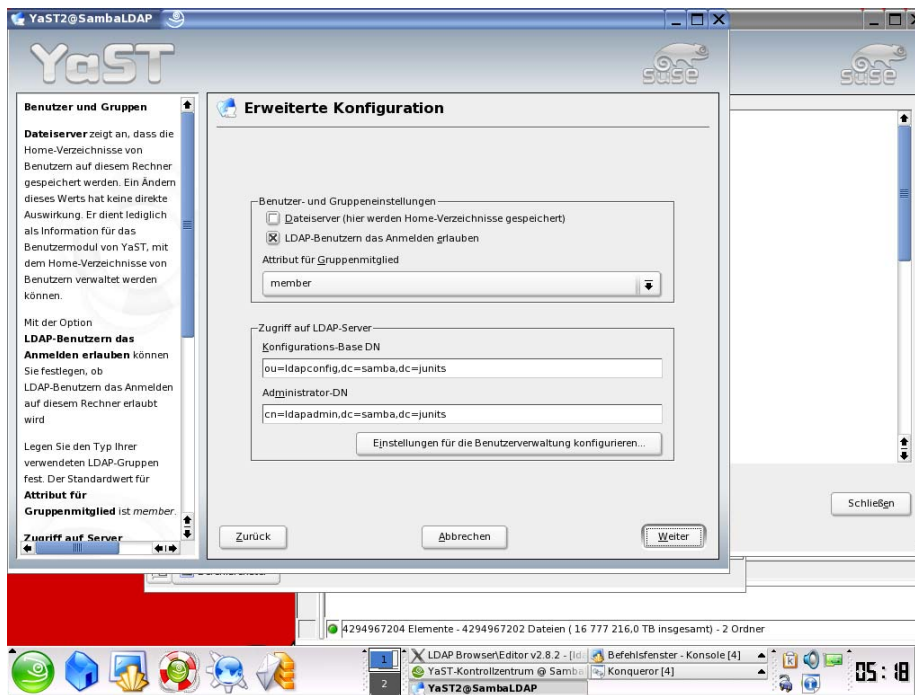 YaST2@SambaLDAP
YaST
SUSE
SUSE
Benutzer und Gruppen
Dateiserver zeigt an, dass die
Home-Verzeichnisse von
Benutzern auf diesem Rechner
gespeichert werden. Ein Ändern
dieses Werts hat keine direkte
Auswirkung. Er dient lediglich
als Information für das
Benutzermodul von YaST, mit
dem Home-Verzeichnisse von
Benutzern verwaltet werden
können.
Mit der Option
LDAP-Benutzern das
Anmelden erlauben können
Sie festlegen, ob
LDAP-Benutzern das Anmelden
auf diesem Rechner erlaubt
wird
Legen Sie den Typ Ihrer
verwendeten LDAP-Gruppen
fest. Der Standardwert für
Attribut für
Gruppenmitglied ist member.
Zugriff auf Server
Erweiterte Konfiguration
Benutzer- und Gruppeneinstellungen
Dateiserver (hier werden Home-Verzeichnisse gespeichert)
LDAP-Benutzern das Anmelden erlauben
Attribut für Gruppenmitglied
member
Zugriff auf LDAP-Server
Konfigurations-Base DN
ou=ldapconfig,dc=samba,dc=junits
Administrator-DN
cn=ldapadmin,dc=samba,dc=junits
Einstellungen für die Benutzerverwaltung konfigurieren...
Zurück
Abbrechen
Weiter
Schließen
4294967204 Elemente - 4294967202 Dateien ( 16 777 216,0 TB insgesamt) - 2 Ordner
1
2
LDAP Browser\Editor v2.8.2 - [ld
Befehlsfenster - Konsole [4]
YaST-Kontrollzentrum @ Samba
Konqueror [4]
YaST2@SambaLDAP
05:18